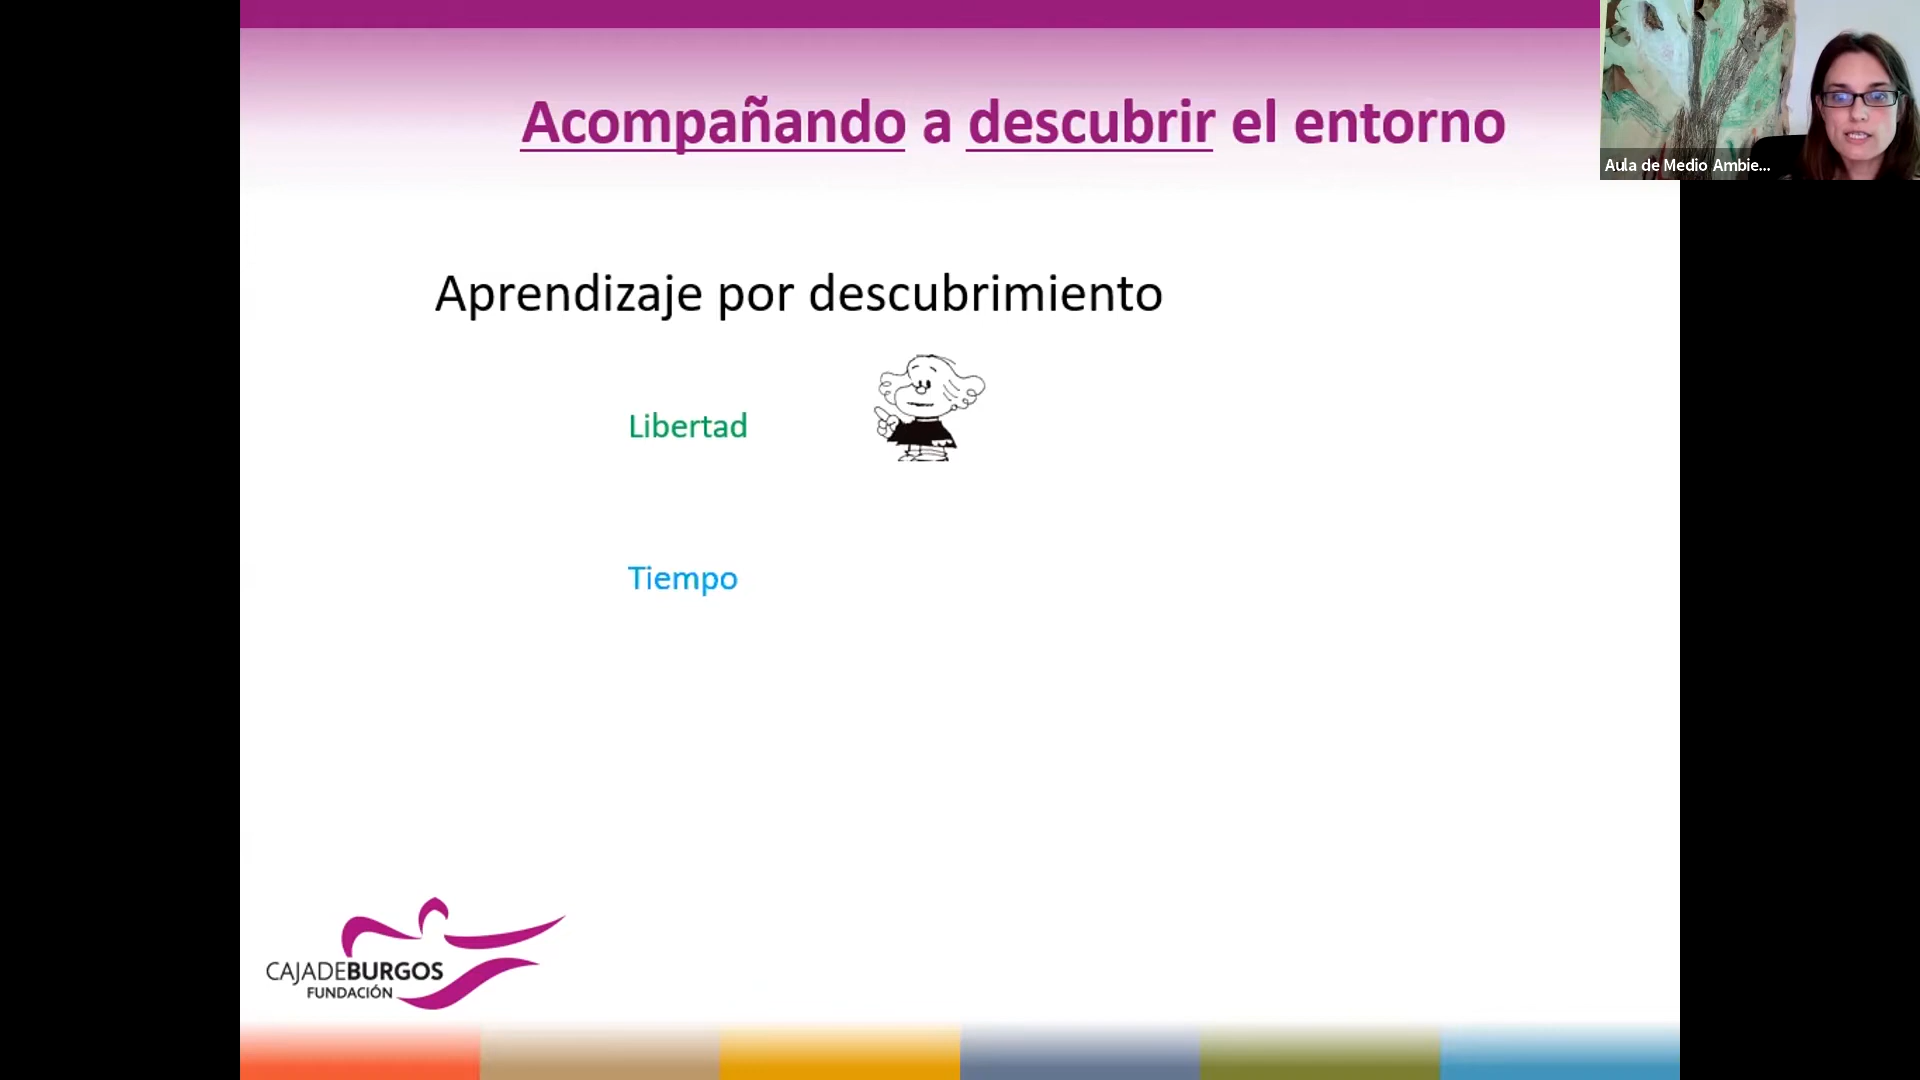 Acompañando a descubrir el entorno
Aula de Medio Ambie...
Aprendizaje por descubrimiento
Libertad
Tiempo
CAJADEBURGOS
FUNDACIÓN